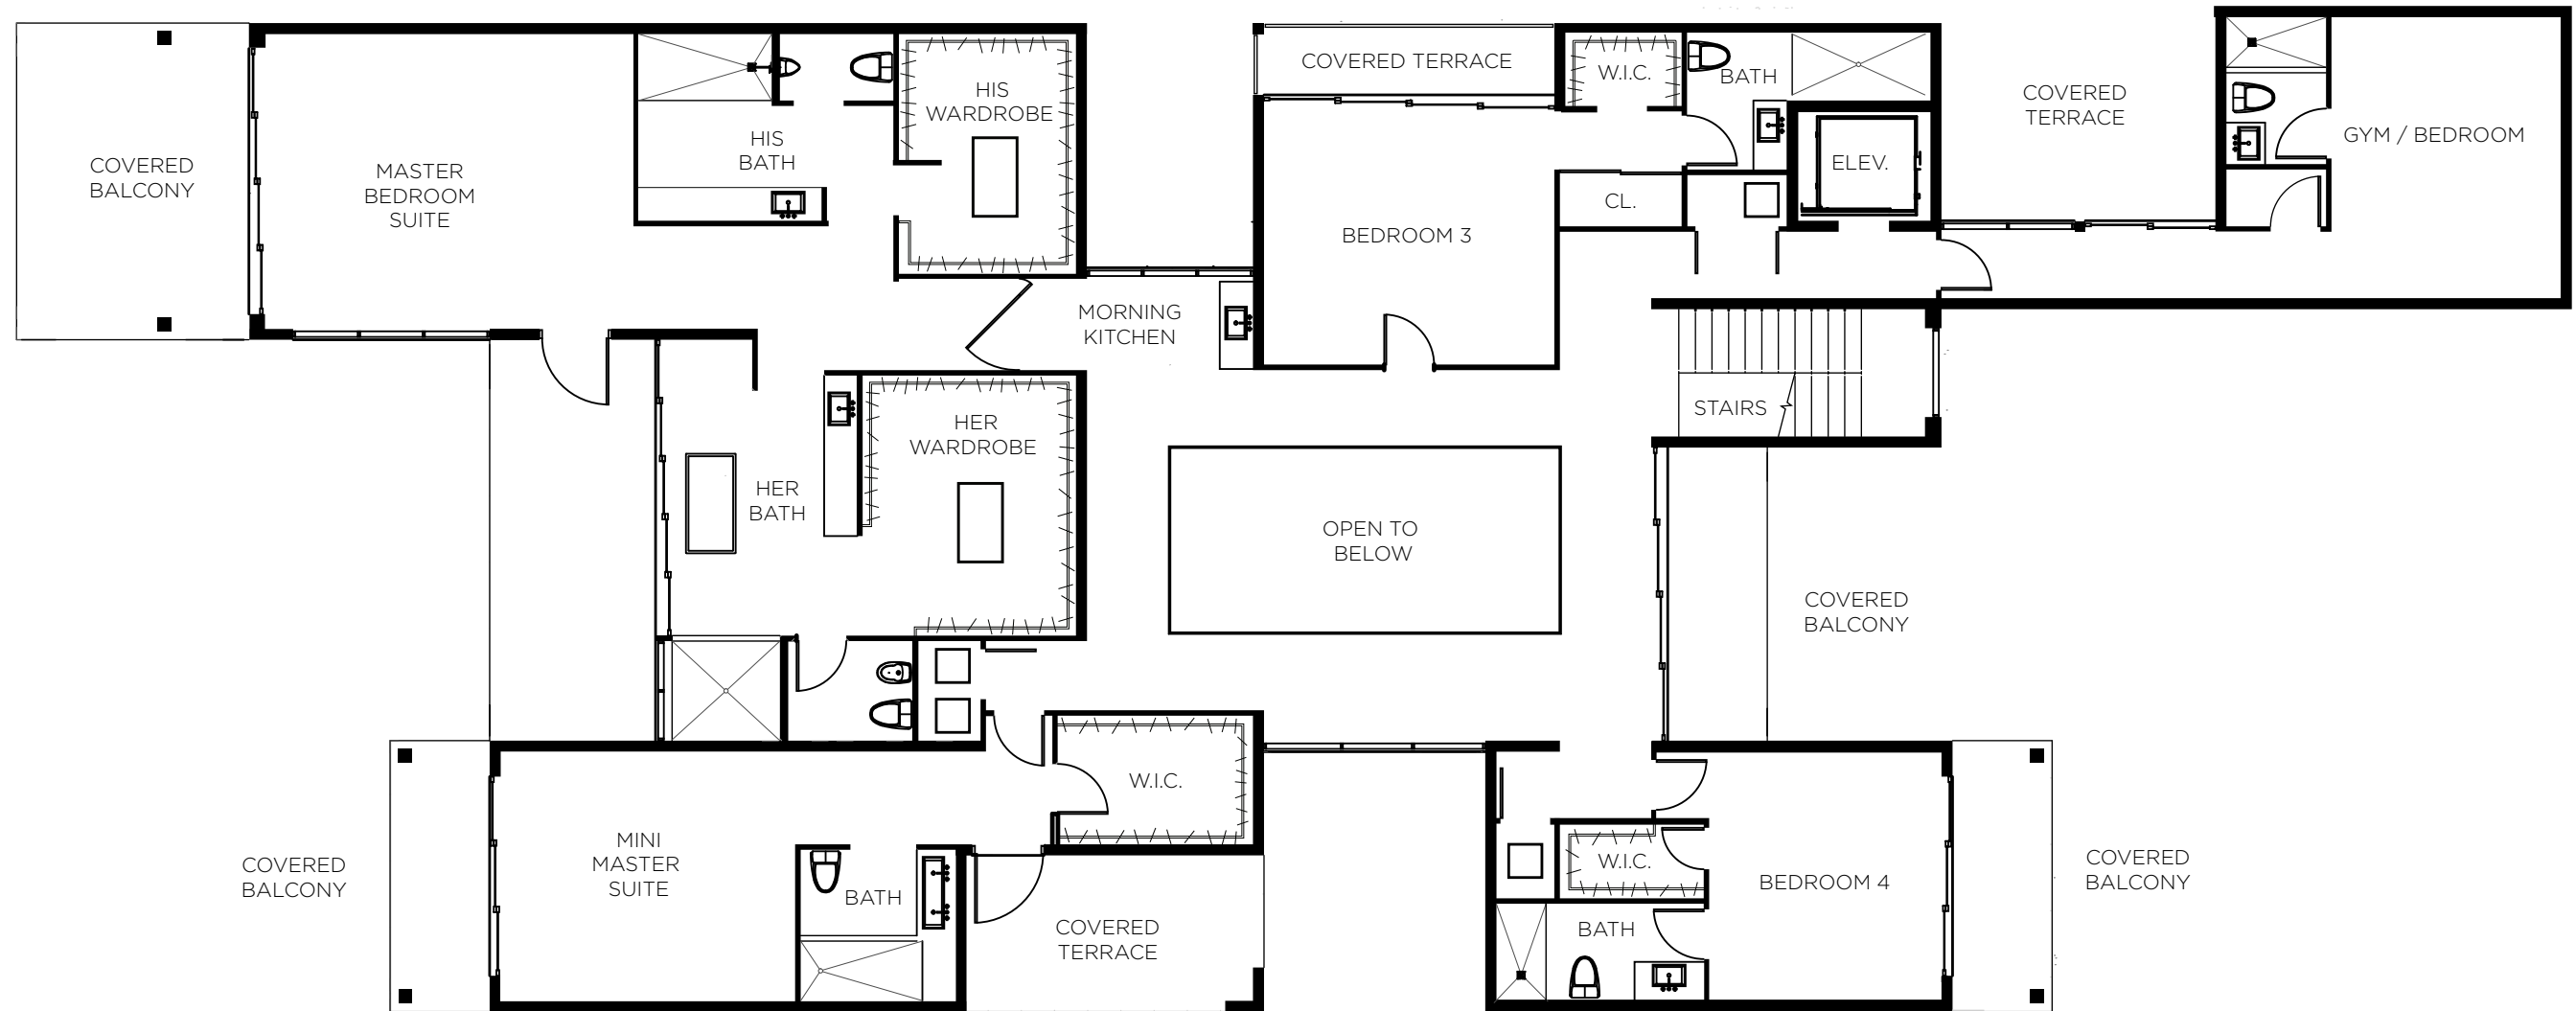 COVERED
BALCONY
MASTER
BEDROOM
SUITE
HIS
BATH
HIS
WARDROBE
COVERED TERRACE
W.I.C.
BATH
ELEV.
CL.
BEDROOM 3
COVERED
TERRACE
GYM / BEDROOM
MORNING
KITCHEN
STAIRS
HER
WARDROBE
HER
BATH
OPEN TO
BELOW
COVERED
BALCONY
W.I.C.
MINI
MASTER
SUITE
COVERED
BALCONY
BATH
COVERED
TERRACE
W.I.C.
BEDROOM 4
BATH
COVERED
BALCONY